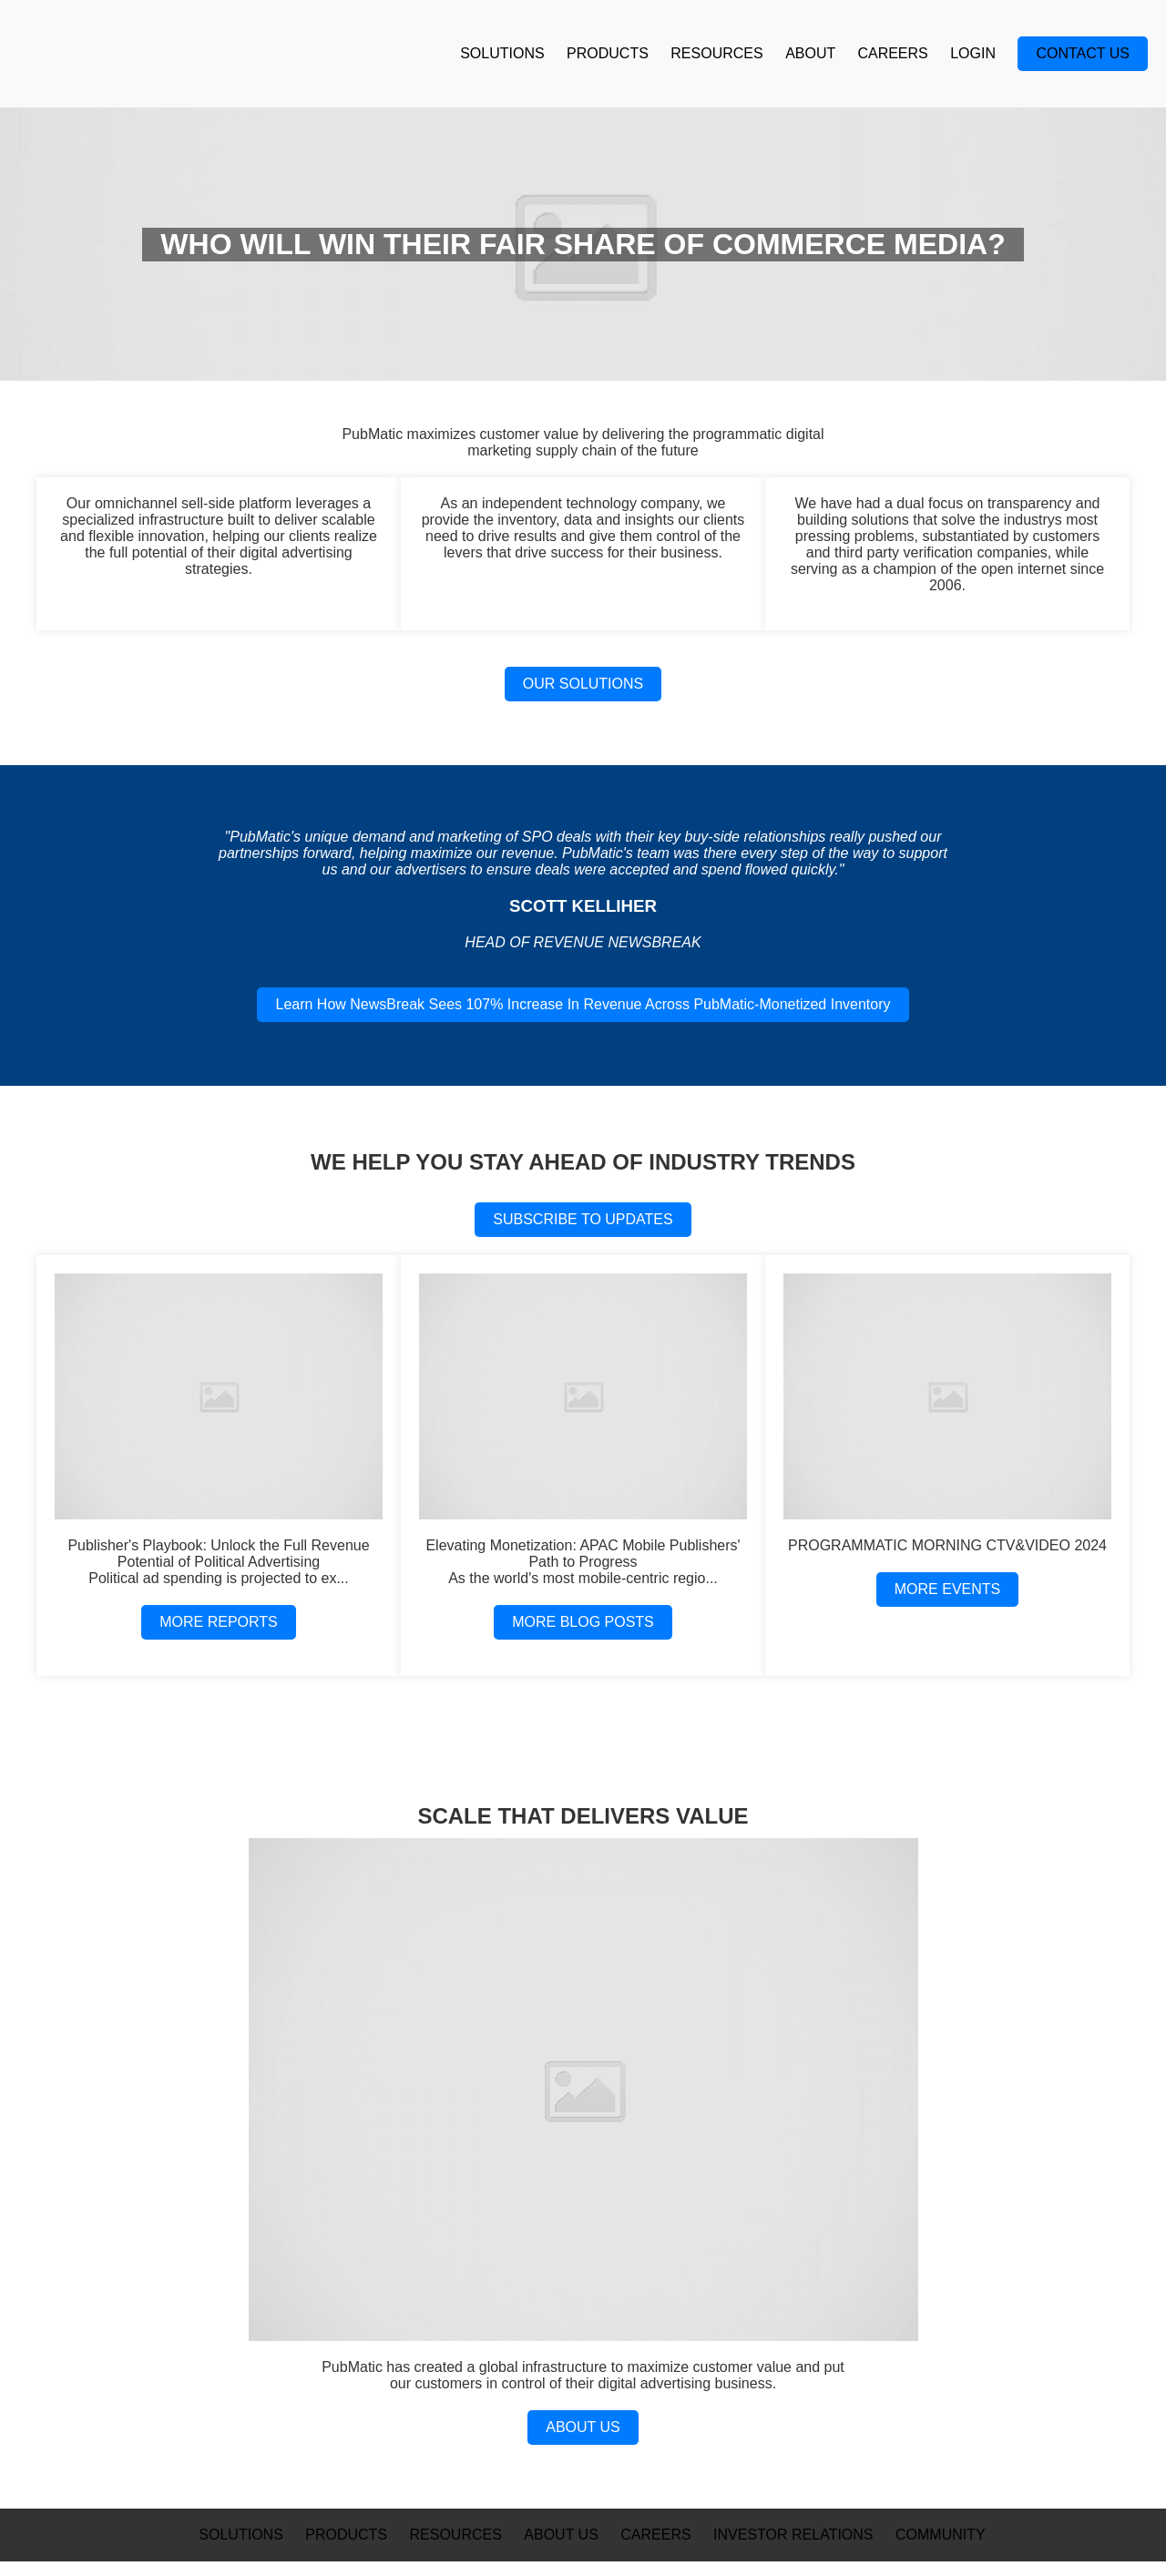 SOLUTIONS PRODUCTS RESOURCES ABOUT CAREERS LOGIN CONTACT US
WHO WILL WIN THEIR FAIR SHARE OF COMMERCE MEDIA?
PubMatic maximizes customer value by delivering the programmatic digital
marketing supply chain of the future
Our omnichannel sell-side platform leverages a
specialized infrastructure built to deliver scalable
and flexible innovation, helping our clients realize
the full potential of their digital advertising
strategies.
As an independent technology company, we
provide the inventory, data and insights our clients
need to drive results and give them control of the
levers that drive success for their business.
We have had a dual focus on transparency and
building solutions that solve the industrys most
pressing problems, substantiated by customers
and third party verification companies, while
serving as a champion of the open internet since
2006.
OUR SOLUTIONS
"PubMatic's unique demand and marketing of SPO deals with their key buy-side relationships really pushed our
partnerships forward, helping maximize our revenue. PubMatic's team was there every step of the way to support
us and our advertisers to ensure deals were accepted and spend flowed quickly."
SCOTT KELLIHER
HEAD OF REVENUE NEWSBREAK
Learn How NewsBreak Sees 107% Increase In Revenue Across PubMatic-Monetized Inventory
WE HELP YOU STAY AHEAD OF INDUSTRY TRENDS
SUBSCRIBE TO UPDATES
Publisher's Playbook: Unlock the Full Revenue
Potential of Political Advertising
Political ad spending is projected to ex...
MORE REPORTS
Elevating Monetization: APAC Mobile Publishers'
Path to Progress
As the world's most mobile-centric regio...
MORE BLOG POSTS
PROGRAMMATIC MORNING CTV&VIDEO 2024
MORE EVENTS
SCALE THAT DELIVERS VALUE
PubMatic has created a global infrastructure to maximize customer value and put
our customers in control of their digital advertising business.
ABOUT US
SOLUTIONS PRODUCTS RESOURCES ABOUT US CAREERS INVESTOR RELATIONS COMMUNITY